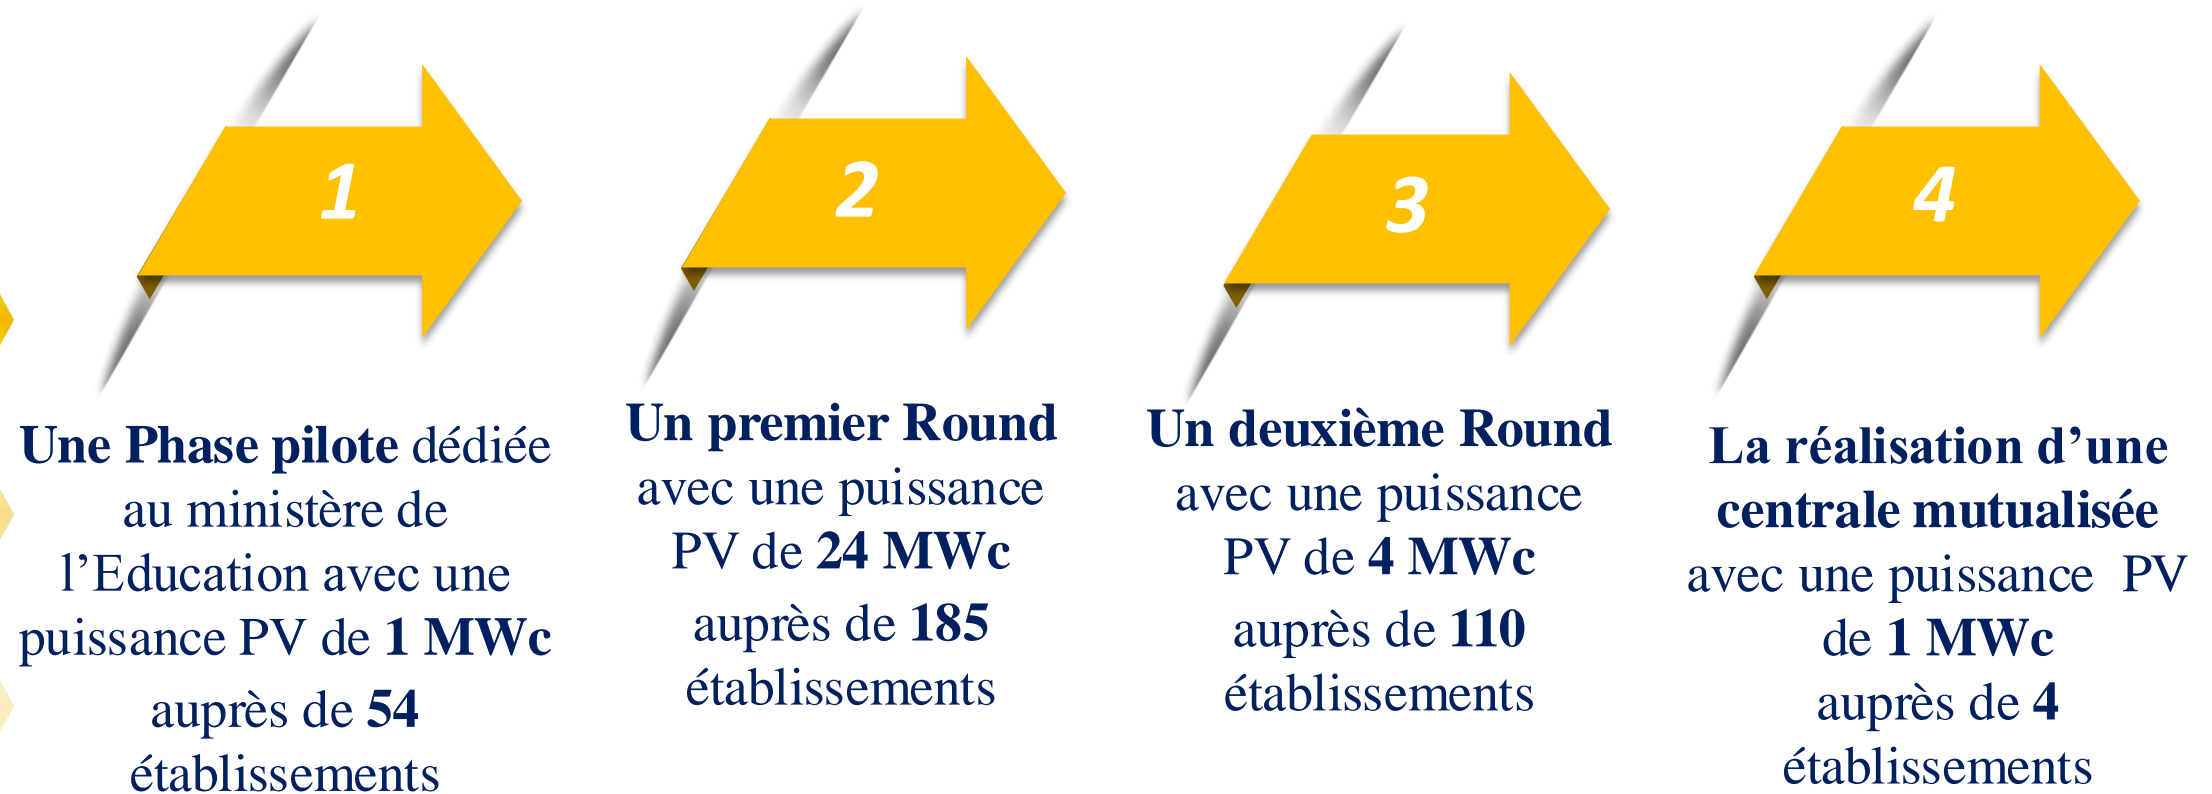 1
Une Phase pilote dédiée
au ministère de
l’Education avec une
puissance PV de 1 MWc
auprès de 54
établissements
2
Un premier Round
avec une puissance
PV de 24 MWc
auprès de 185
établissements
3
Un deuxième Round
avec une puissance
PV de 4 MWc
auprès de 110
établissements
4
La réalisation d’une
centrale mutualisée
avec une puissance  PV
de 1 MWc
auprès de 4
établissements